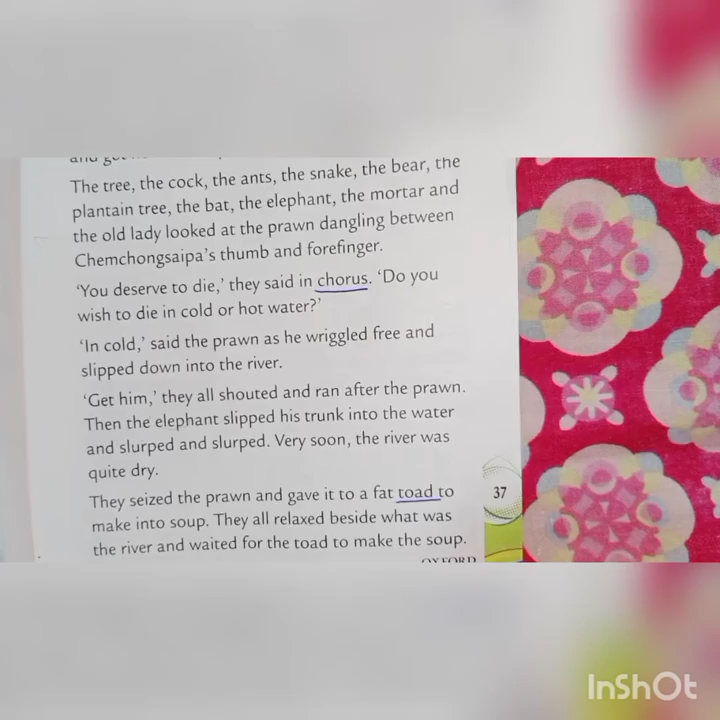 The tree, the cock, the ants, the snake, the bear, the
plantain tree, the bat, the elephant, the mortar and
the old lady looked at the prawn dangling between
Chemchongsaipa's thumb and forefinger.
'You deserve to die,' they said in chorus. 'Do you
wish to die in cold or hot water?'
'In cold,' said the prawn as he wriggled free and
slipped down into the river.
'Get him,' they all shouted and ran after the prawn.
Then the elephant slipped his trunk into the water
and slurped and slurped. Very soon, the river was
quite dry.
They seized the prawn and gave it to a fat toad to
make into soup. They all relaxed beside what was
the river and waited for the toad to make the soup.
37
OXFORD
InShOt